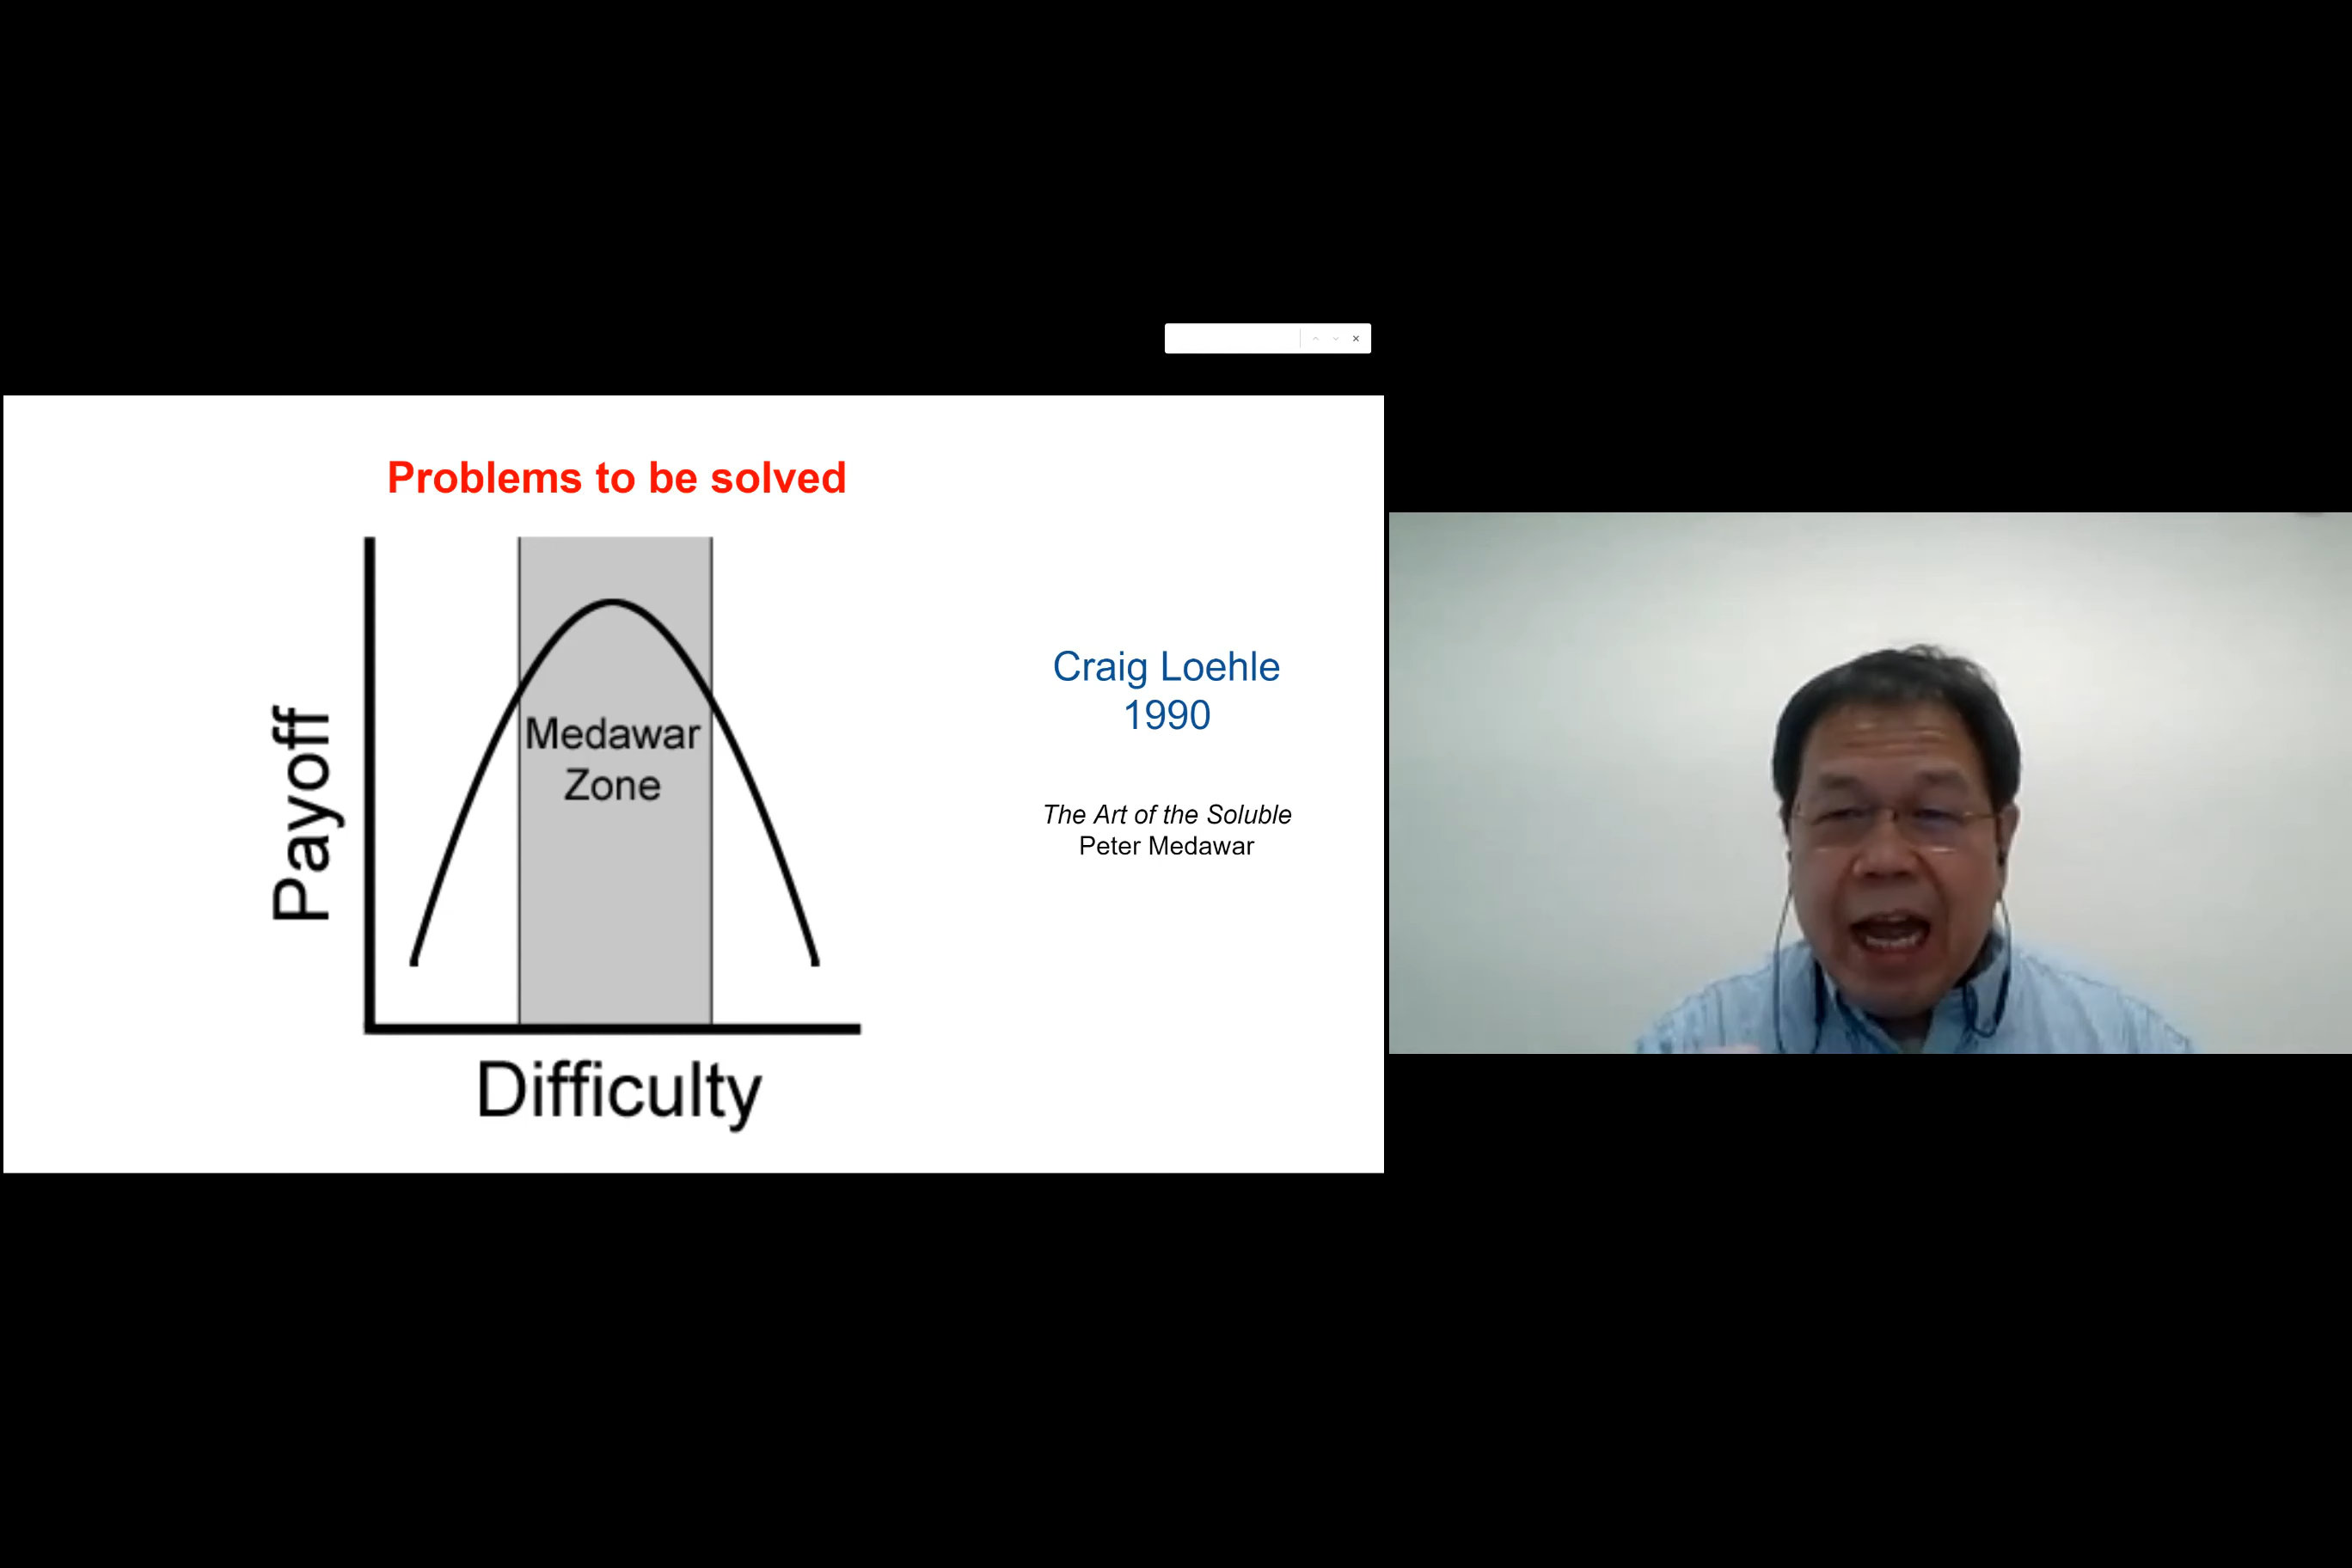 Problems to be solved
Payoff
Medawar
Zone
Difficulty
Craig Loehle
1990
The Art of the Soluble
Peter Medawar